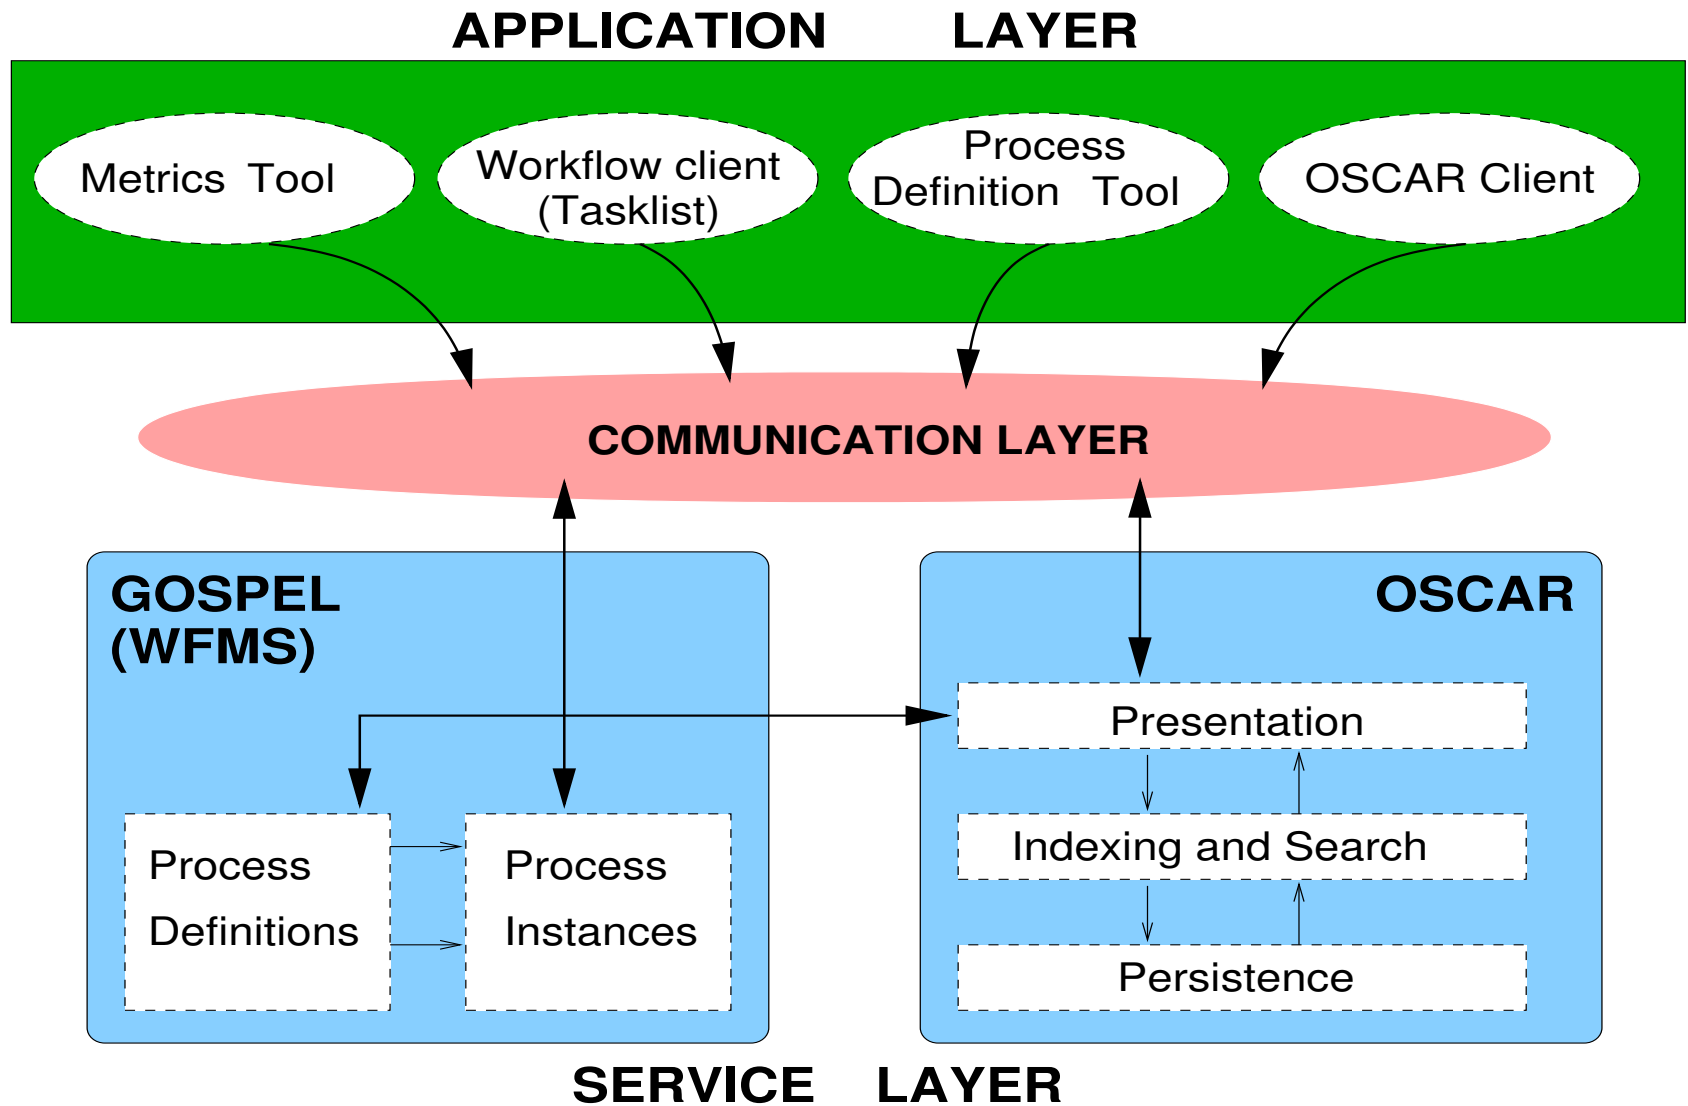 APPLICATION LAYER
Metrics Tool
Workflow client
(Tasklist)
Process
Definition Tool
OSCAR Client
COMMUNICATION LAYER
GOSPEL
(WFMS)
Process
Definitions
Process
Instances
OSCAR
Presentation
Indexing and Search
Persistence
SERVICE LAYER